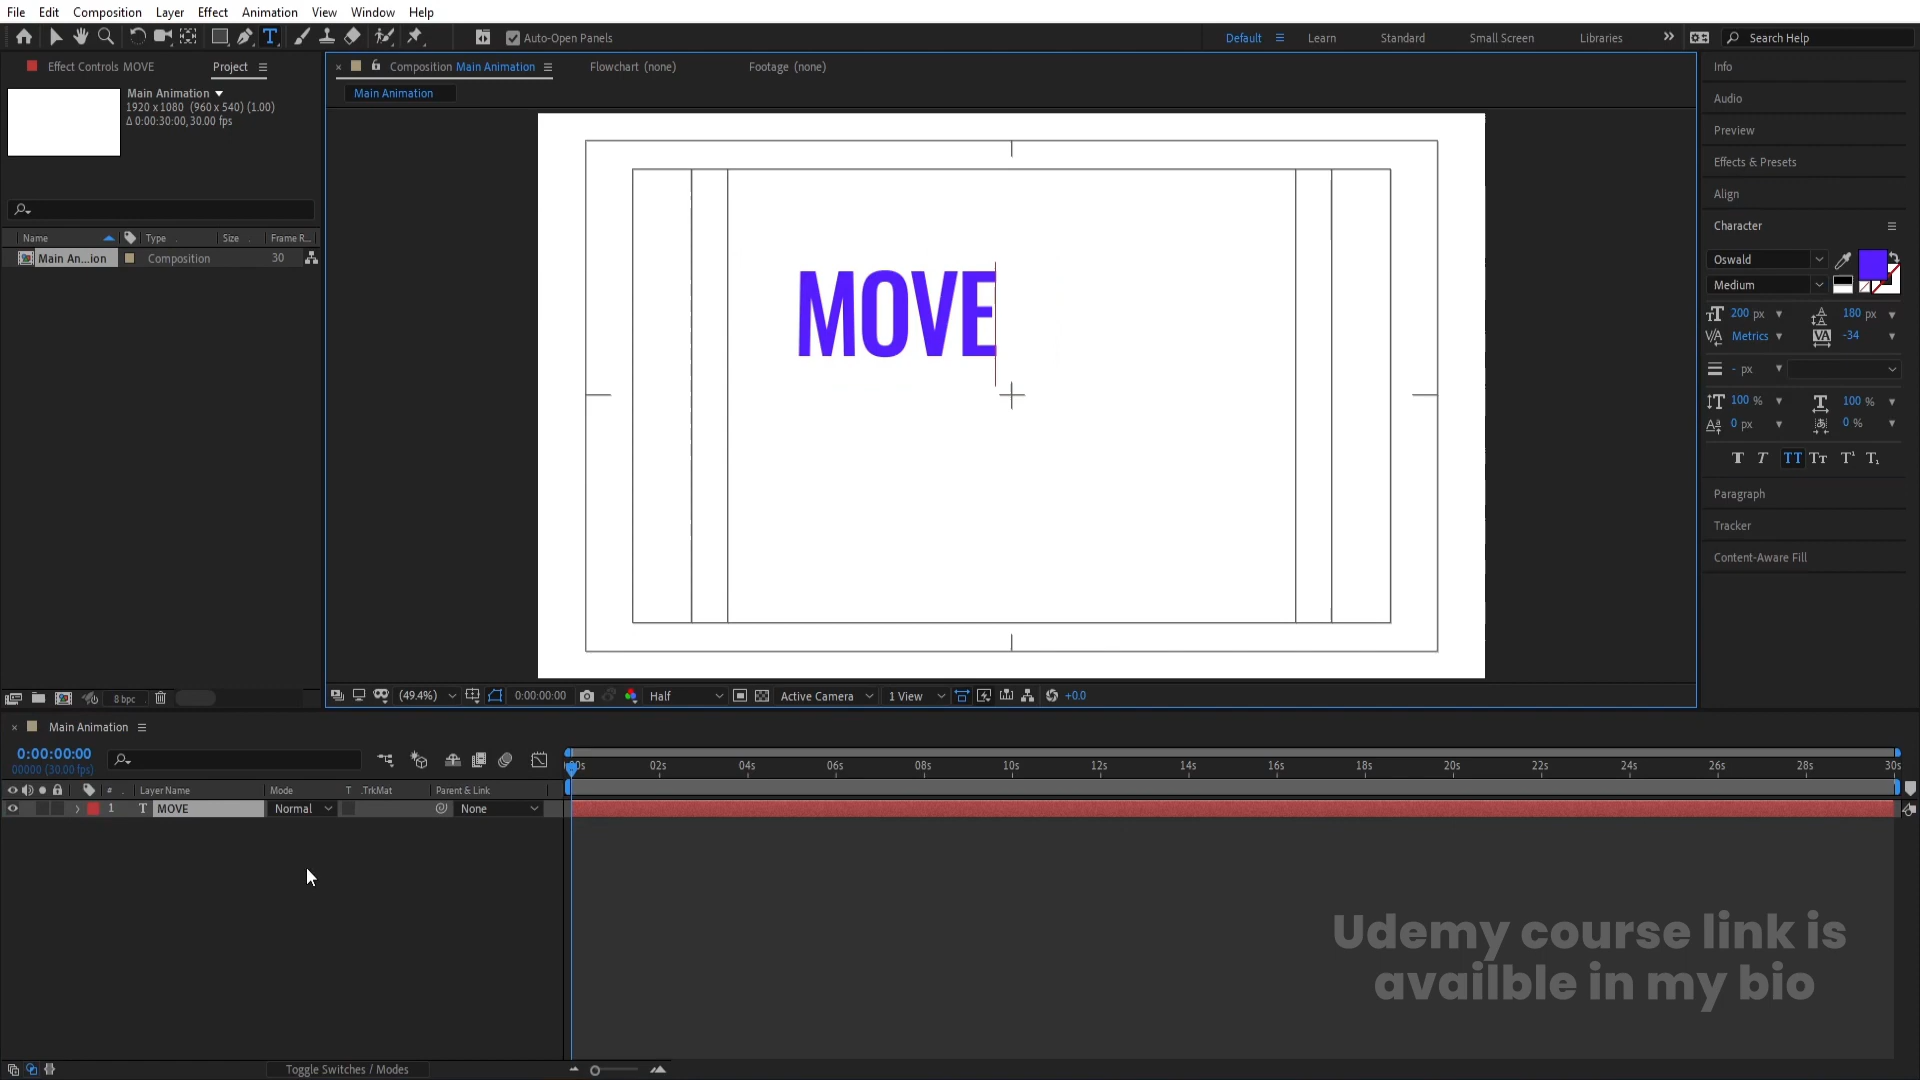 File Edit Composition Layer Effect Animation View Window Help
Auto-Open Panels Default Learn Standard Small Screen Libraries Search Help
Effect Controls MOVE Project
Composition Main Animation Flowchart (none) Footage (none)
Main Animation
Main Animation
1920 x 1080 (960 x 540) (1.00)
Δ 0:00:30:00, 30.00 fps
Name Type Size Frame R...
Main An...ion Composition 30
MOVE
Info
Audio
Preview
Effects & Presets
Align
Character
Oswald
Medium
200 px 180 px
Metrics -34
- px
100 % 100 %
0 px 0 %
T T TT Tт T¹ T₁
Paragraph
Tracker
Content-Aware Fill
8 bpc
(49.4%) 0:00:00:00 Half Active Camera 1 View +0.0
Main Animation
0:00:00:00
00000 (30.00 fps)
02s 04s 06s 08s 10s 12s 14s 16s 18s 20s 22s 24s 26s 28s 30s
# Layer Name Mode T .TrkMat Parent & Link
1 T MOVE Normal None
Udemy course link is
availble in my bio
Toggle Switches / Modes